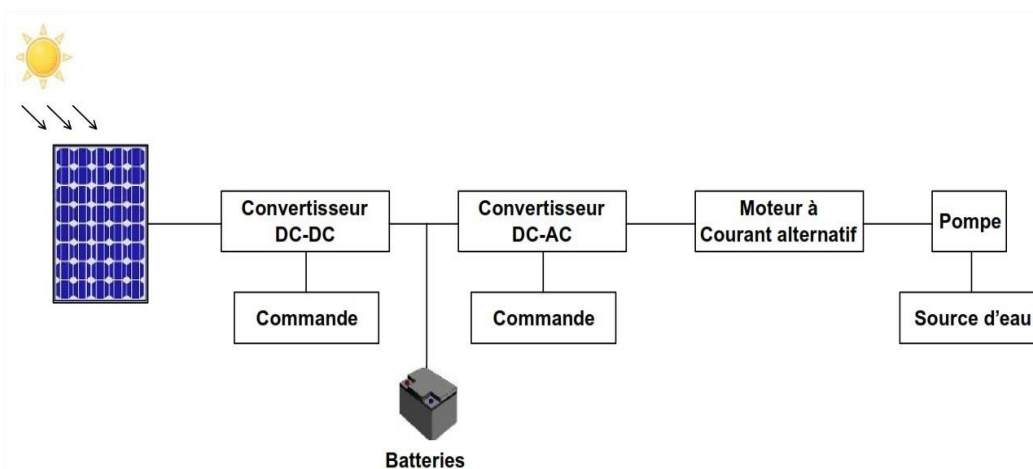 Convertisseur
DC-DC
Convertisseur
DC-AC
Moteur à
Courant alternatif
Pompe
Commande
Commande
Source d'eau
Batteries